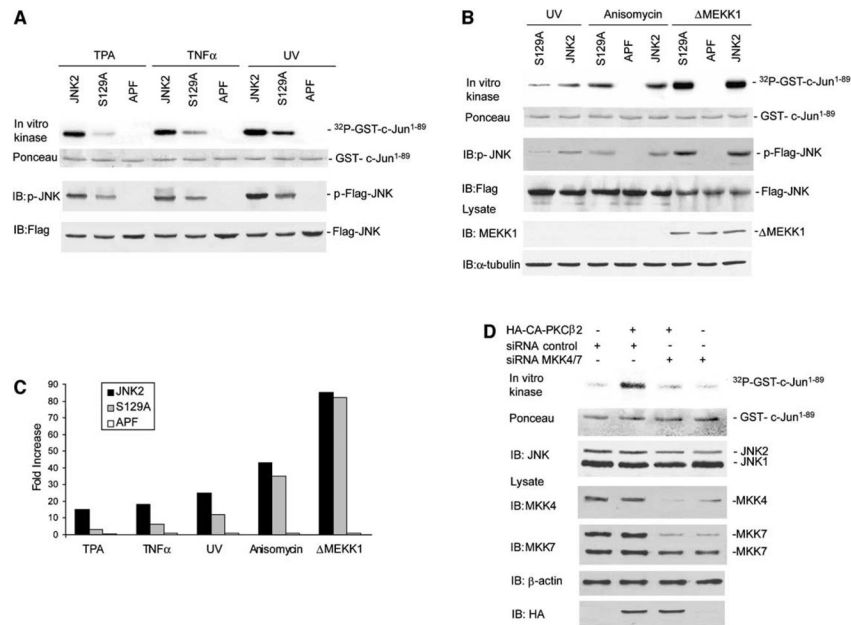 A
TPA TNFα UV
JNK2 S129A APF JNK2 S129A APF JNK2 S129A APF
In vitro kinase
32P-GST-c-Jun1-89
Ponceau
GST- c-Jun1-89
IB:p-JNK
p-Flag-JNK
IB:Flag
Flag-JNK
B
UV Anisomycin ΔMEKK1
S129A JNK2 S129A APF JNK2 S129A APF JNK2
In vitro kinase
32P-GST-c-Jun1-89
Ponceau
GST- c-Jun1-89
IB:p- JNK
p-Flag-JNK
IB:Flag
Flag-JNK
Lysate
IB: MEKK1
ΔMEKK1
IB:α-tubulin
C
JNK2
S129A
APF
Fold Increase
90
80
70
60
50
40
30
20
10
0
TPA TNFα UV Anisomycin ΔMEKK1
D
HA-CA-PKCβ2 - + + -
siRNA control + + - -
siRNA MKK4/7 - - + +
In vitro kinase
32P-GST-c-Jun1-89
Ponceau
- GST- c-Jun1-89
IB: JNK
- JNK2
- JNK1
Lysate
IB:MKK4
-MKK4
IB:MKK7
-MKK7
-MKK7
IB: β-actin
IB: HA